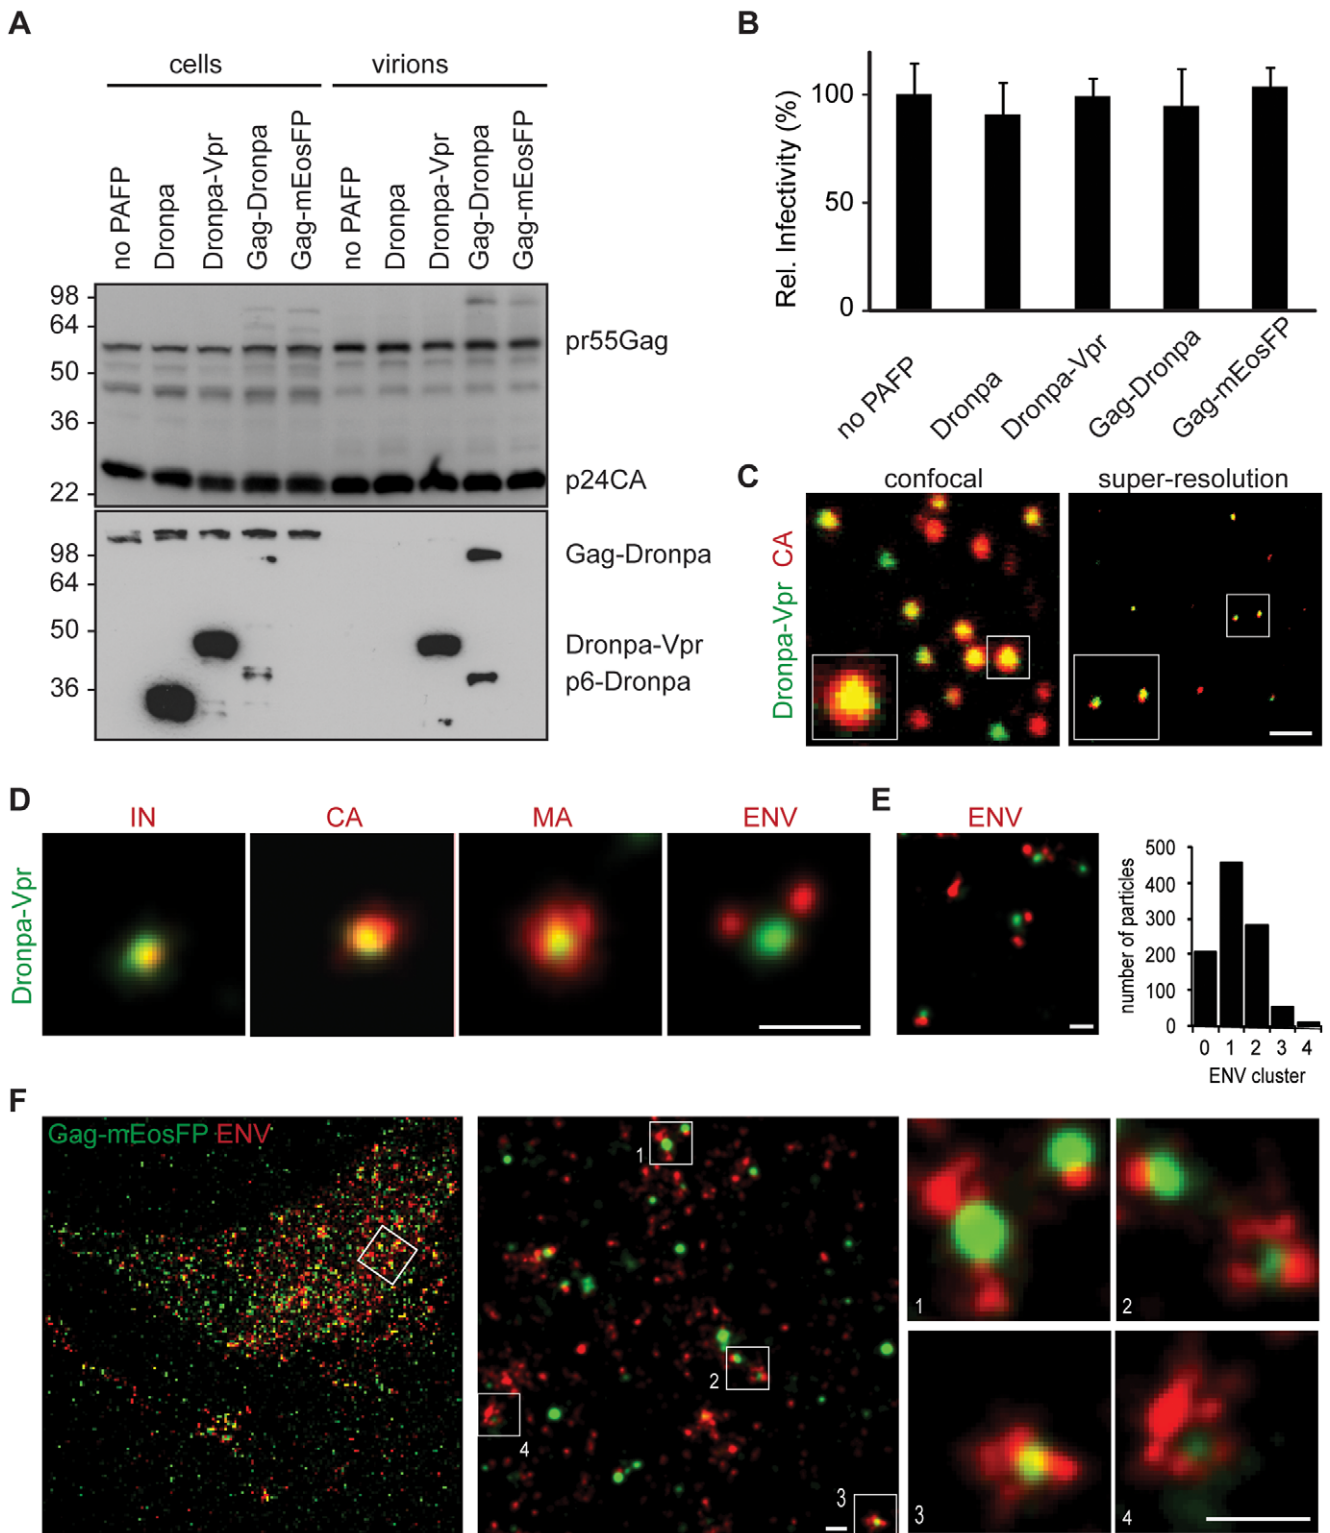 A
cells
virions
no PAFP
Dronpa
Dronpa-Vpr
Gag-Dronpa
Gag-mEosFP
no PAFP
Dronpa
Dronpa-Vpr
Gag-Dronpa
Gag-mEosFP
98
64
50
36
22
pr55Gag
p24CA
98
64
50
36
Gag-Dronpa
Dronpa-Vpr
p6-Dronpa
B
Rel. Infectivity (%)
100
50
0
no PAFP
Dronpa
Dronpa-Vpr
Gag-Dronpa
Gag-mEosFP
C
confocal
super-resolution
Dronpa-Vpr CA
D
IN
CA
MA
ENV
Dronpa-Vpr
E
ENV
number of particles
500
400
300
200
100
0
0 1 2 3 4
ENV cluster
F
Gag-mEosFP ENV
1
2
3
4
1
2
3
4